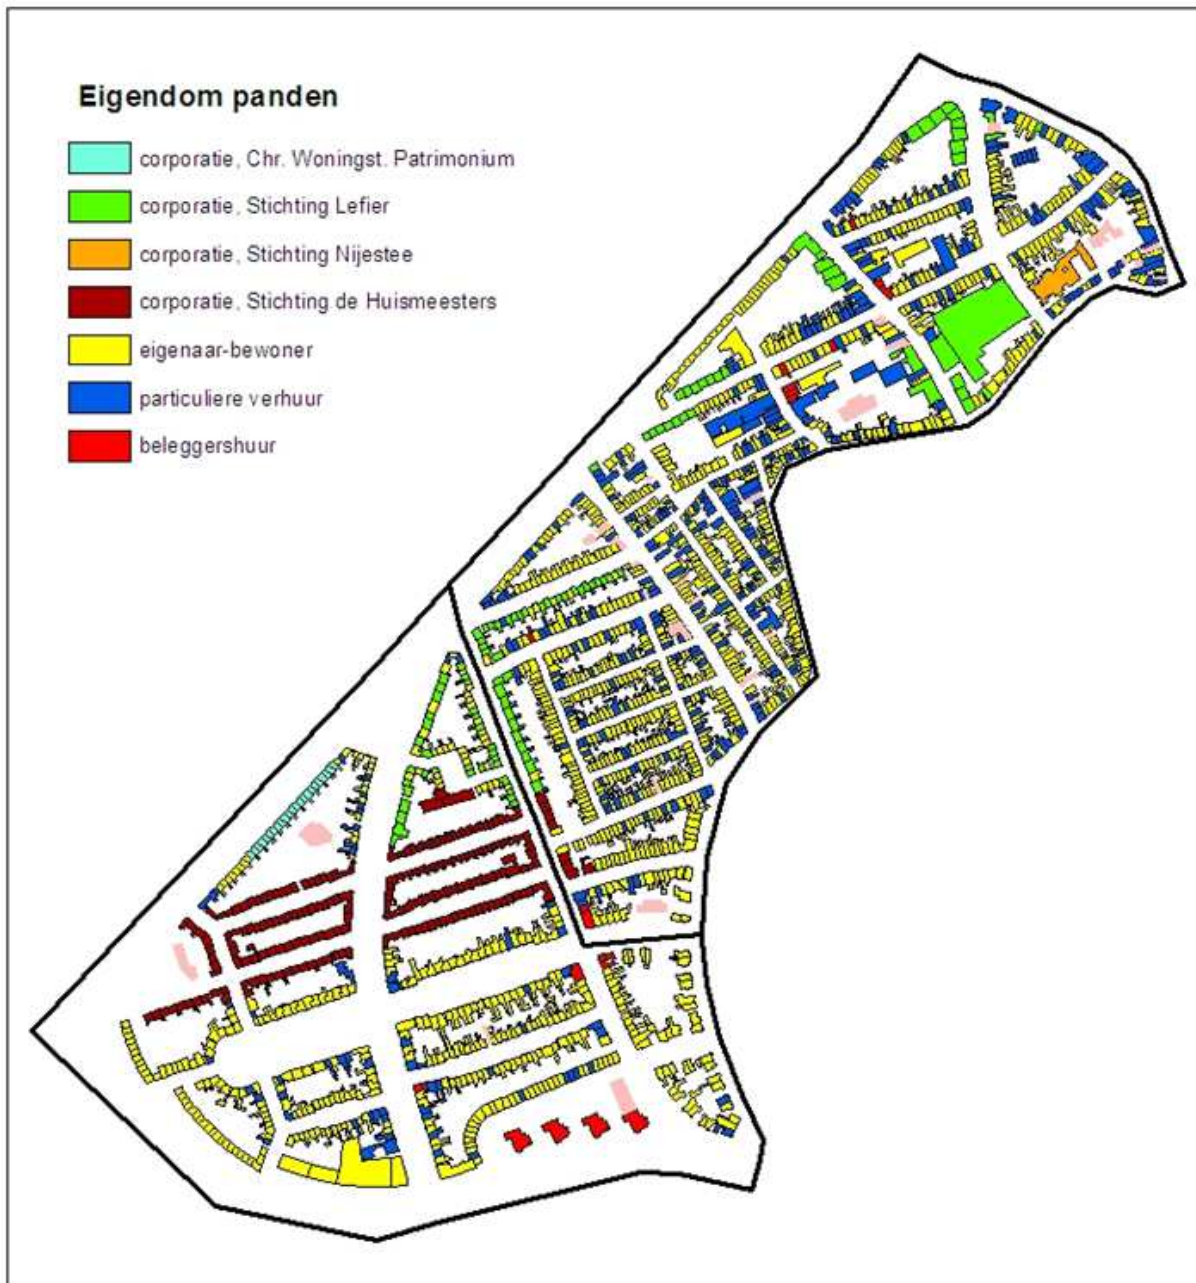 Eigendom panden
corporatie, Chr. Woningst. Patrimonium
corporatie, Stichting Lefier
corporatie, Stichting Nijestee
corporatie, Stichting de Huismeesters
eigenaar-bewoner
particuliere verhuur
beleggershuur